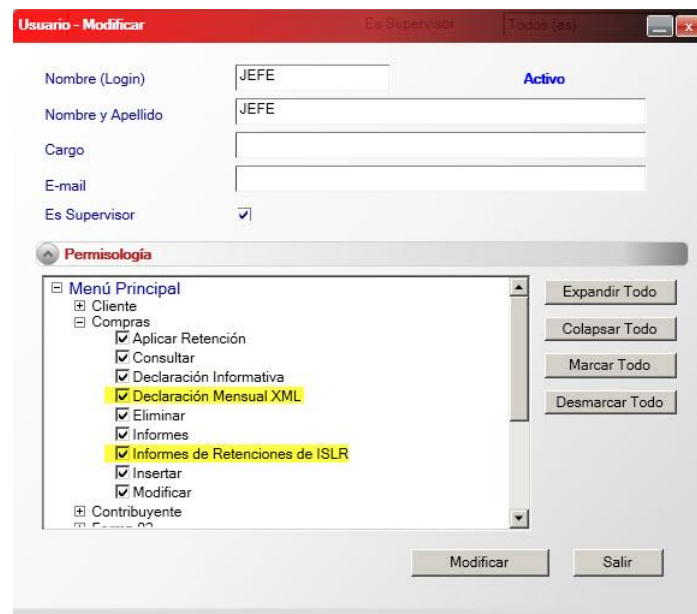 Usuario - Modificar Es Supervisor Todos (as)
Nombre (Login) JEFE Activo
Nombre y Apellido JEFE
Cargo
E-mail
Es Supervisor
Permisología
Menú Principal
Cliente
Compras
Aplicar Retención
Consultar
Declaración Informativa
Declaración Mensual XML
Eliminar
Informes
Informes de Retenciones de ISLR
Insertar
Modificar
Contribuyente
Expandir Todo
Colapsar Todo
Marcar Todo
Desmarcar Todo
Modificar Salir